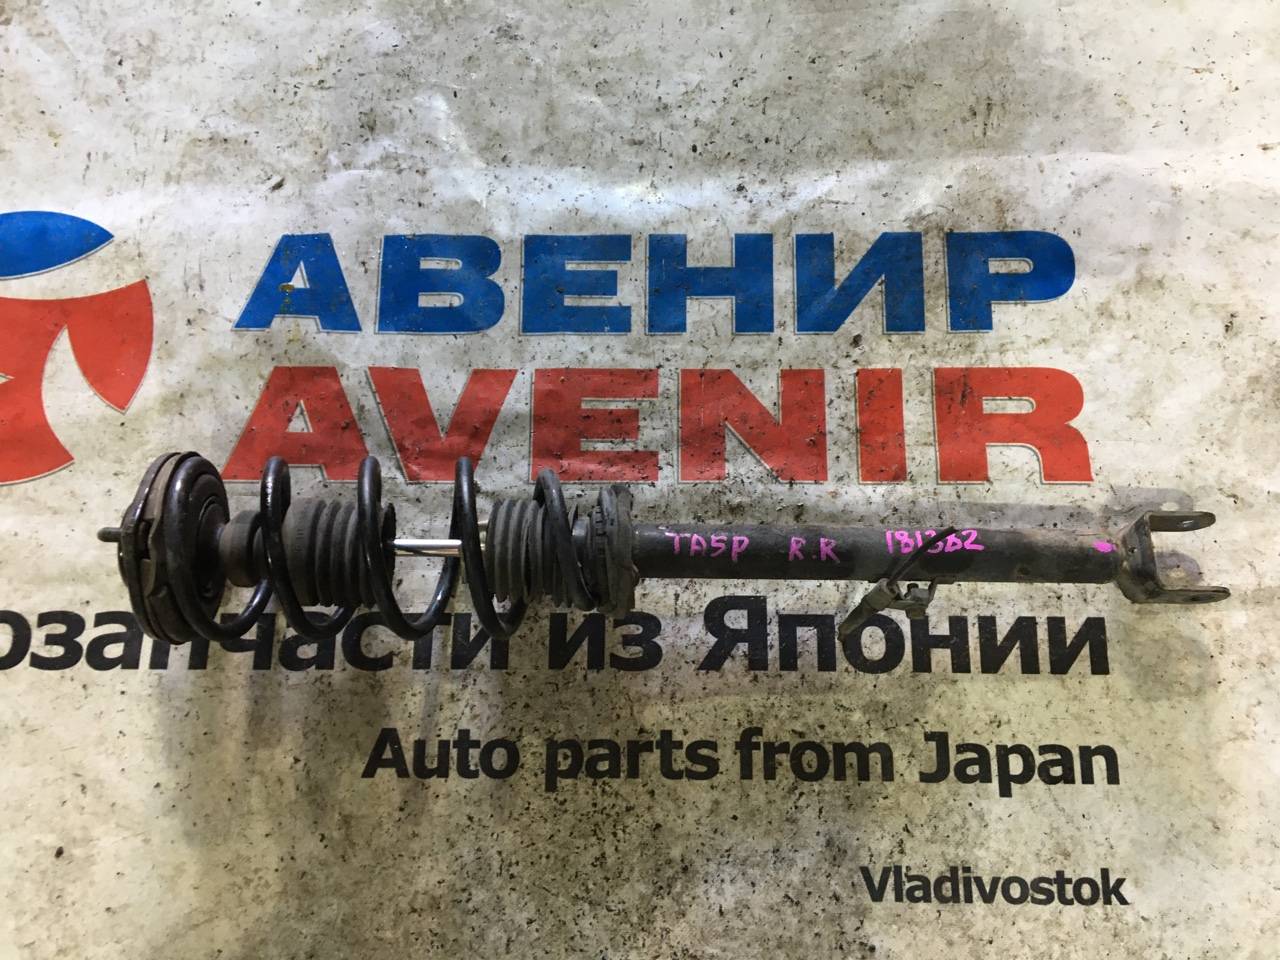 АВЕНИР
AVENIR
TA5P R.R 181362
озапчасти из Японии
Auto parts from Japan
Vladivostok